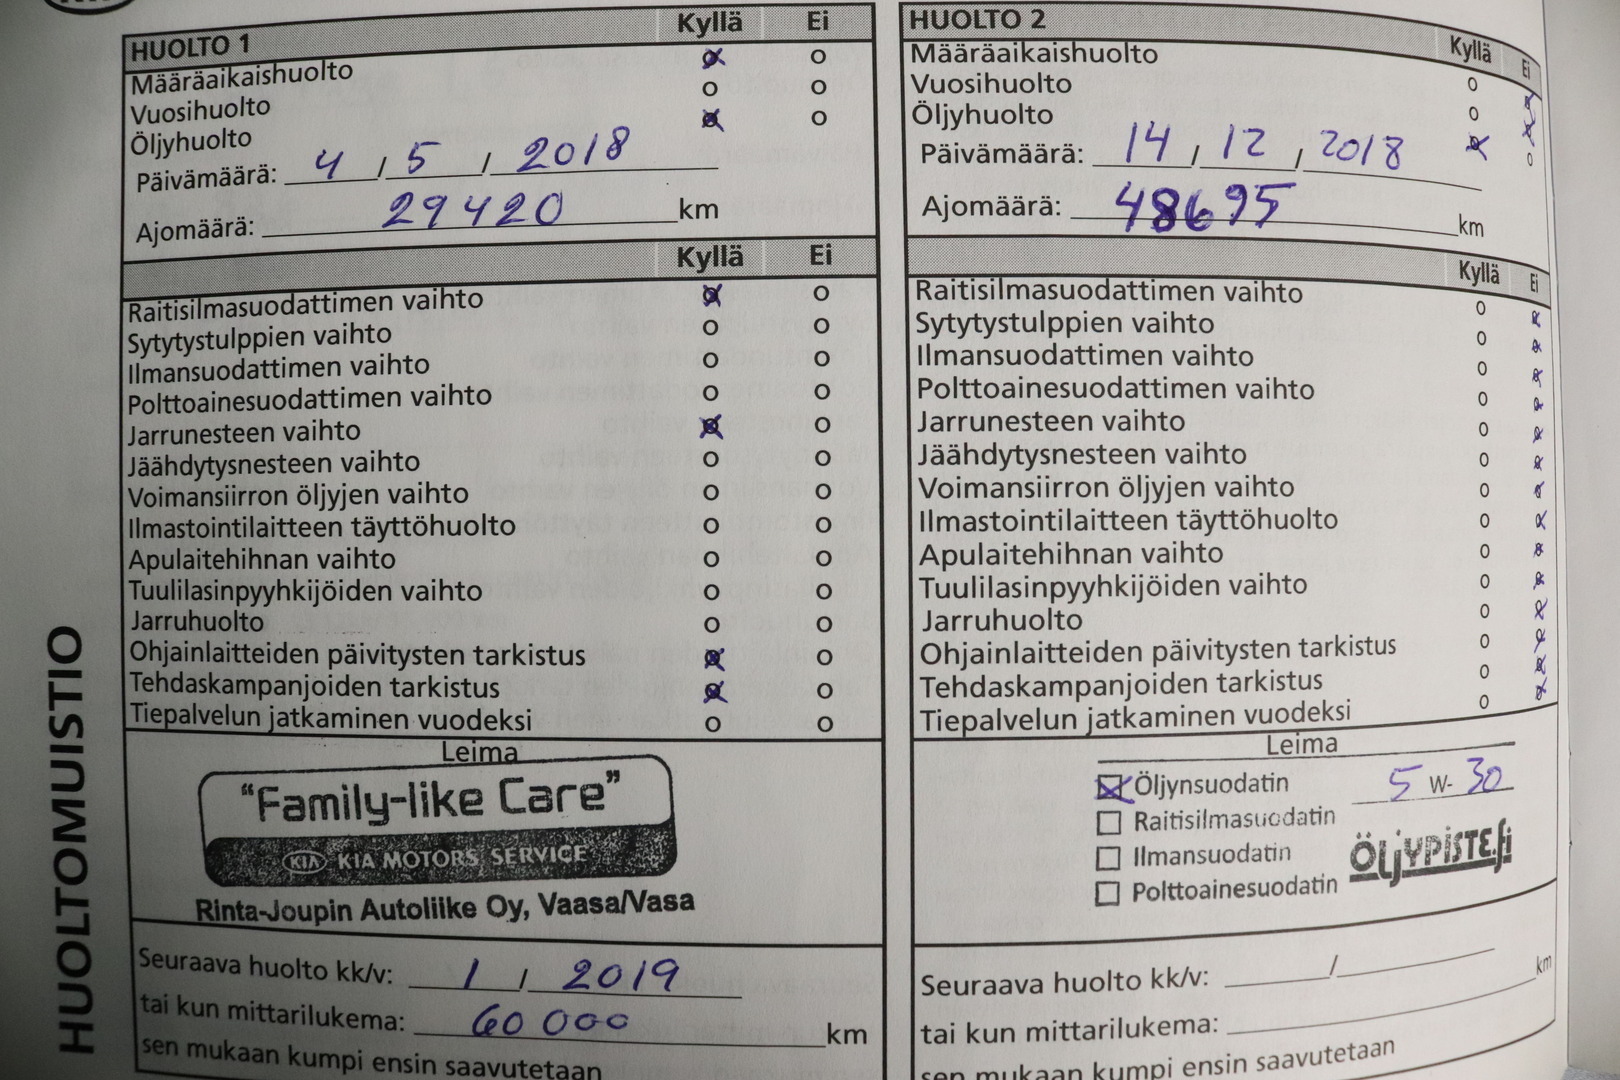 HUOLTOMUISTIO
HUOLTO 1 Kyllä Ei
Määräaikaishuolto
Vuosihuolto
Öljyhuolto
Päivämäärä: 4 / 5 / 2018
Ajomäärä: 29420 km
Kyllä Ei
Raitisilmasuodattimen vaihto
Sytytystulppien vaihto
Ilmansuodattimen vaihto
Polttoainesuodattimen vaihto
Jarrunesteen vaihto
Jäähdytysnesteen vaihto
Voimansiirron öljyjen vaihto
Ilmastointilaitteen täyttöhuolto
Apulaitehihnan vaihto
Tuulilasinpyyhkijöiden vaihto
Jarruhuolto
Ohjainlaitteiden päivitysten tarkistus
Tehdaskampanjoiden tarkistus
Tiepalvelun jatkaminen vuodeksi
Leima
"Family-like Care"
KIA KIA MOTORS SERVICE
Rinta-Joupin Autoliike Oy, Vaasa/Vasa
Seuraava huolto kk/v: 1 / 2019
tai kun mittarilukema: 60 000 km
sen mukaan kumpi ensin saavutetaan
HUOLTO 2 Kyllä Ei
Määräaikaishuolto
Vuosihuolto
Öljyhuolto
Päivämäärä: 14 / 12 / 2018
Ajomäärä: 48695 km
Kyllä Ei
Raitisilmasuodattimen vaihto
Sytytystulppien vaihto
Ilmansuodattimen vaihto
Polttoainesuodattimen vaihto
Jarrunesteen vaihto
Jäähdytysnesteen vaihto
Voimansiirron öljyjen vaihto
Ilmastointilaitteen täyttöhuolto
Apulaitehihnan vaihto
Tuulilasinpyyhkijöiden vaihto
Jarruhuolto
Ohjainlaitteiden päivitysten tarkistus
Tehdaskampanjoiden tarkistus
Tiepalvelun jatkaminen vuodeksi
Leima
Öljynsuodatin 5 W- 30
Raitisilmasuodatin
Ilmansuodatin
Polttoainesuodatin
ÖLJYPISTE.fi
Seuraava huolto kk/v: /
tai kun mittarilukema: km
sen mukaan kumpi ensin saavutetaan